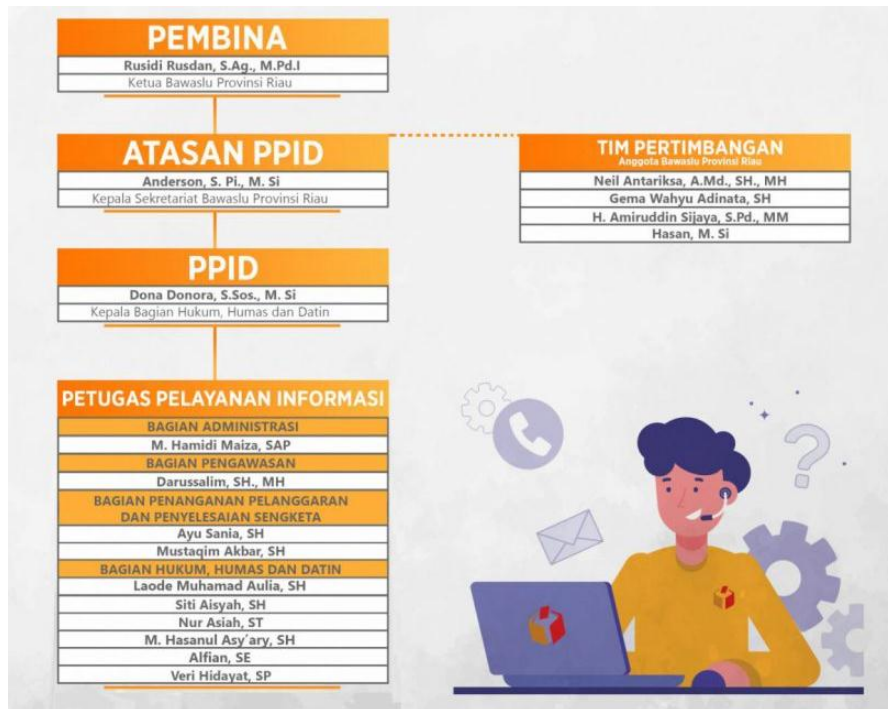 PEMBINA
Rusidi Rusdan, S.Ag., M.Pd.I
Ketua Bawaslu Provinsi Riau
ATASAN PPID
Anderson, S. Pi., M. Si
Kepala Sekretariat Bawaslu Provinsi Riau
TIM PERTIMBANGAN
Anggota Bawaslu Provinsi Riau
Neil Antariksa, A.Md., SH., MH
Gema Wahyu Adinata, SH
H. Amiruddin Sijaya, S.Pd., MM
Hasan, M. Si
PPID
Dona Donora, S.Sos., M. Si
Kepala Bagian Hukum, Humas dan Datin
PETUGAS PELAYANAN INFORMASI
BAGIAN ADMINISTRASI
M. Hamidi Maiza, SAP
BAGIAN PENGAWASAN
Darussalim, SH., MH
BAGIAN PENANGANAN PELANGGARAN
DAN PENYELESAIAN SENGKETA
Ayu Sania, SH
Mustaqim Akbar, SH
BAGIAN HUKUM, HUMAS DAN DATIN
Laode Muhamad Aulia, SH
Siti Aisyah, SH
Nur Asiah, ST
M. Hasanul Asy'ary, SH
Alfian, SE
Veri Hidayat, SP
?